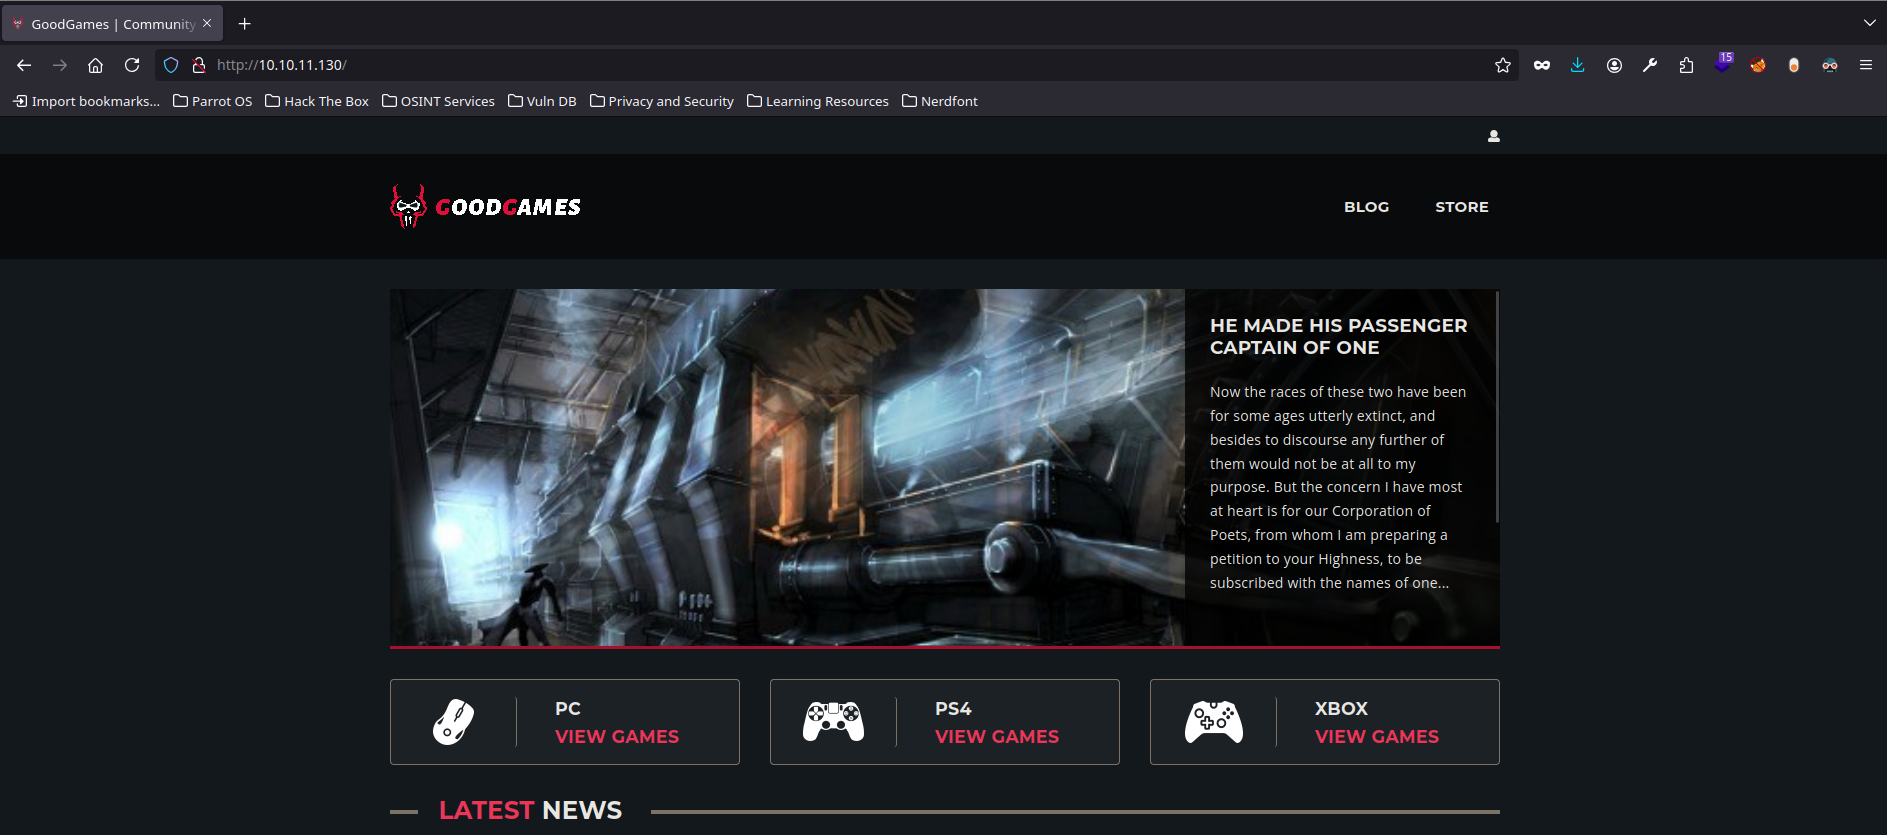 GoodGames | Community
http://10.10.11.130/
15
Import bookmarks...
Parrot OS
Hack The Box
OSINT Services
Vuln DB
Privacy and Security
Learning Resources
Nerdfont
GOODGAMES
BLOG
STORE
HE MADE HIS PASSENGER
CAPTAIN OF ONE
Now the races of these two have been
for some ages utterly extinct, and
besides to discourse any further of
them would not be at all to my
purpose. But the concern I have most
at heart is for our Corporation of
Poets, from whom I am preparing a
petition to your Highness, to be
subscribed with the names of one...
PC
VIEW GAMES
PS4
VIEW GAMES
XBOX
VIEW GAMES
LATEST NEWS